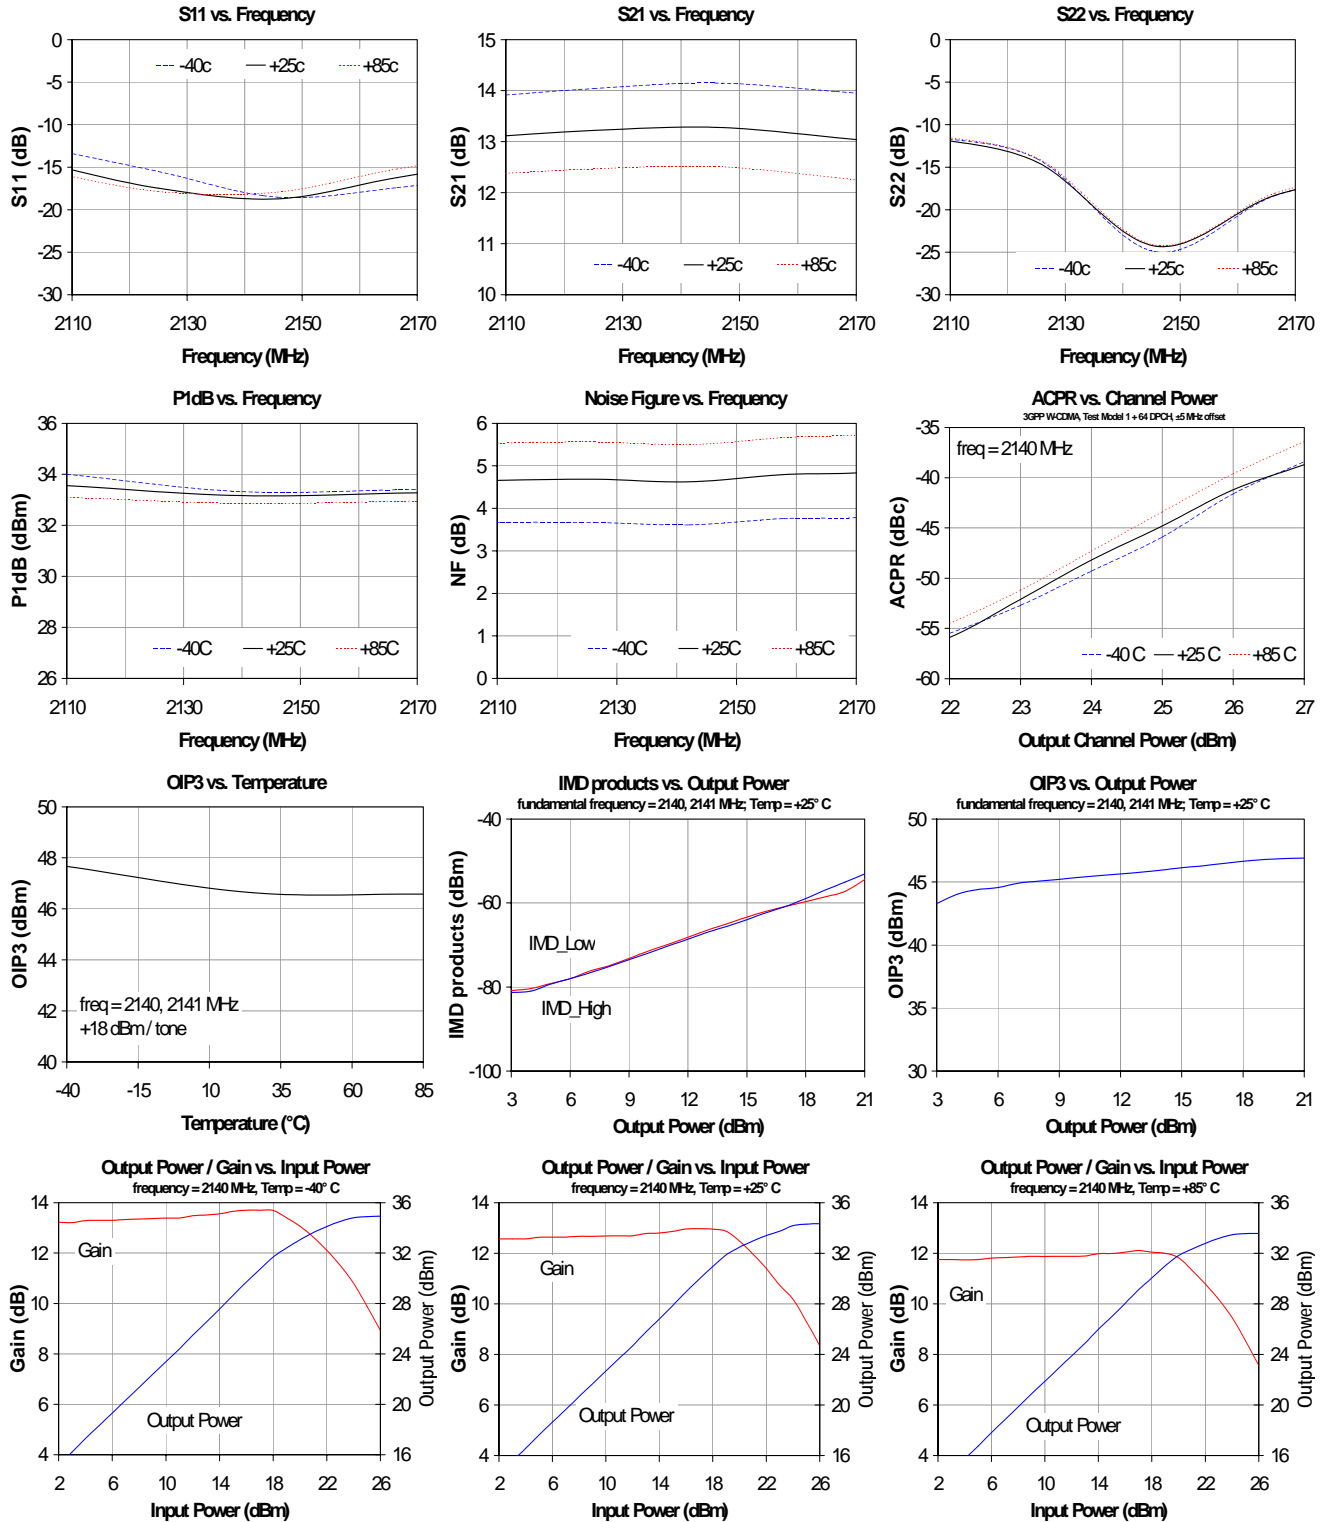 S11 vs. Frequency
0
-5
-10
-15
-20
-25
-30
S11 (dB)
-40c +25c +85c
2110 2130 2150 2170
Frequency (MHz)
S21 vs. Frequency
15
14
13
12
11
10
S21 (dB)
-40c +25c +85c
2110 2130 2150 2170
Frequency (MHz)
S22 vs. Frequency
0
-5
-10
-15
-20
-25
-30
S22 (dB)
-40c +25c +85c
2110 2130 2150 2170
Frequency (MHz)
P1dB vs. Frequency
36
34
32
30
28
26
P1dB (dBm)
-40C +25C +85C
2110 2130 2150 2170
Frequency (MHz)
Noise Figure vs. Frequency
6
5
4
3
2
1
0
NF (dB)
-40C +25C +85C
2110 2130 2150 2170
Frequency (MHz)
ACPR vs. Channel Power
3GPP W-CDMA, Test Model 1 + 64 DPCH, ±5 MHz offset
-35
-40
-45
-50
-55
-60
ACPR (dBc)
freq = 2140 MHz
-40 C +25 C +85 C
22 23 24 25 26 27
Output Channel Power (dBm)
OIP3 vs. Temperature
50
48
46
44
42
40
OIP3 (dBm)
freq = 2140, 2141 MHz
+18 dBm / tone
-40 -15 10 35 60 85
Temperature (°C)
IMD products vs. Output Power
fundamental frequency = 2140, 2141 MHz; Temp = +25° C
-40
-60
-80
-100
IMD products (dBm)
IMD_Low
IMD_High
3 6 9 12 15 18 21
Output Power (dBm)
OIP3 vs. Output Power
fundamental frequency = 2140, 2141 MHz; Temp = +25° C
50
45
40
35
30
OIP3 (dBm)
3 6 9 12 15 18 21
Output Power (dBm)
Output Power / Gain vs. Input Power
frequency = 2140 MHz, Temp = -40° C
14
12
10
8
6
4
Gain (dB)
Gain
Output Power
36
32
28
24
20
16
Output Power (dBm)
2 6 10 14 18 22 26
Input Power (dBm)
Output Power / Gain vs. Input Power
frequency = 2140 MHz, Temp = +25° C
14
12
10
8
6
4
Gain (dB)
Gain
Output Power
36
32
28
24
20
16
Output Power (dBm)
2 6 10 14 18 22 26
Input Power (dBm)
Output Power / Gain vs. Input Power
frequency = 2140 MHz, Temp = +85° C
14
12
10
8
6
4
Gain (dB)
Gain
Output Power
36
32
28
24
20
16
Output Power (dBm)
2 6 10 14 18 22 26
Input Power (dBm)